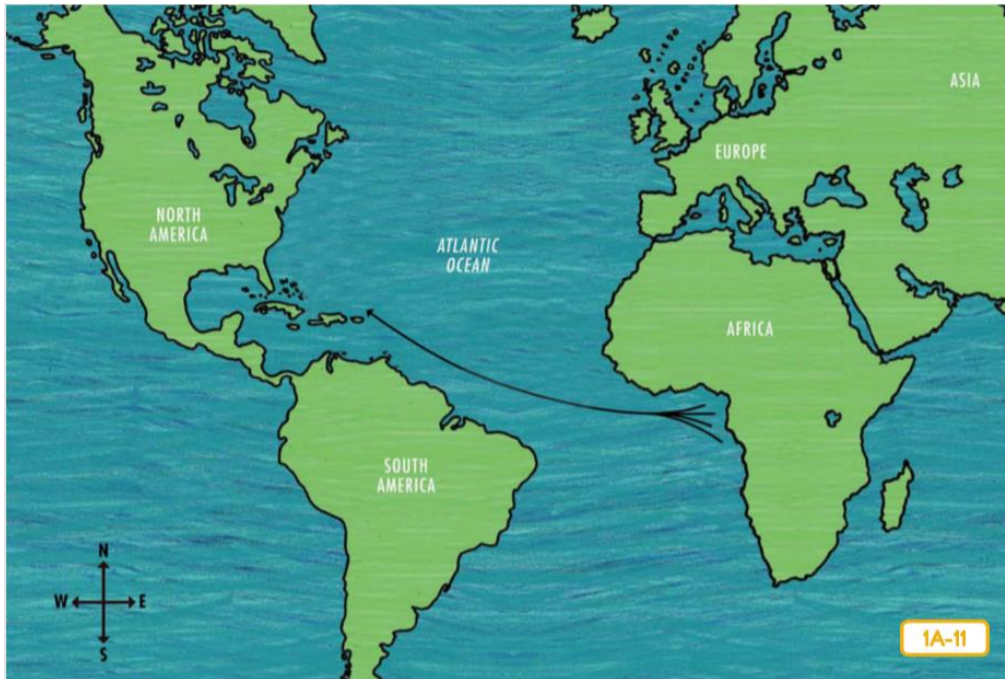 ASIA
EUROPE
NORTH
AMERICA
ATLANTIC
OCEAN
AFRICA
SOUTH
AMERICA
N
W E
S
1A-11